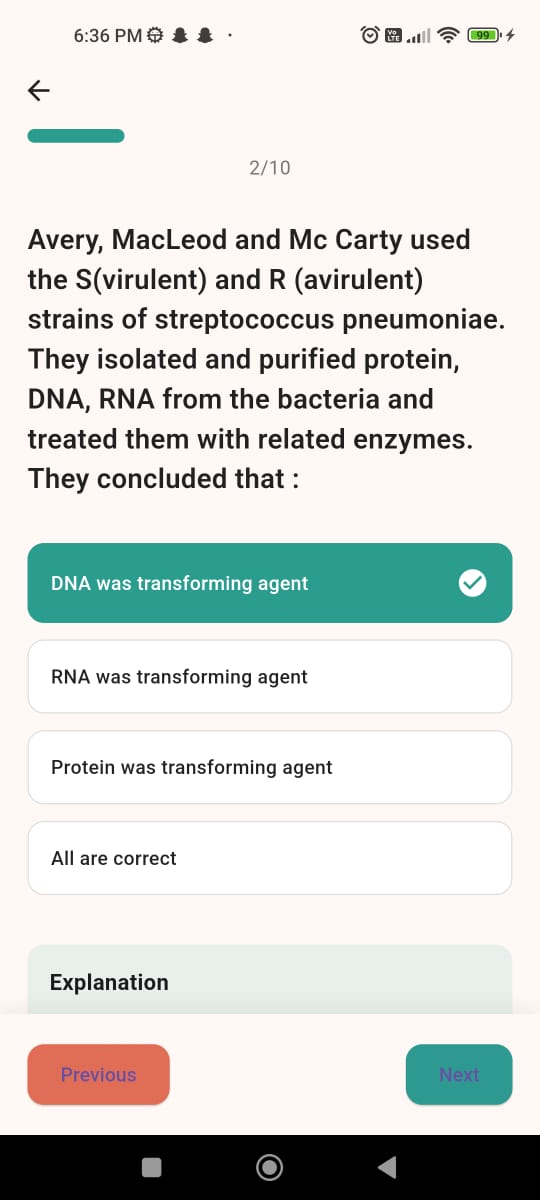 6:36 PM
Vo LTE
99
2/10
Avery, MacLeod and Mc Carty used
the S(virulent) and R (avirulent)
strains of streptococcus pneumoniae.
They isolated and purified protein,
DNA, RNA from the bacteria and
treated them with related enzymes.
They concluded that :
DNA was transforming agent
RNA was transforming agent
Protein was transforming agent
All are correct
Explanation
Previous
Next